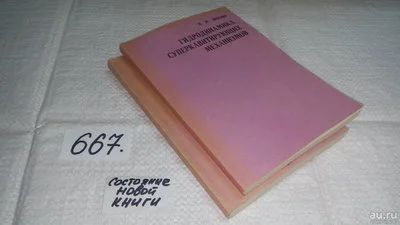 ГИДРОДИНАМИКА
СУПЕРКАВИТИРУЮЩИХ
МЕХАНИЗМОВ
667.
СОСТОЯНИЕ
НОВОЙ
КНИГИ
au.ru